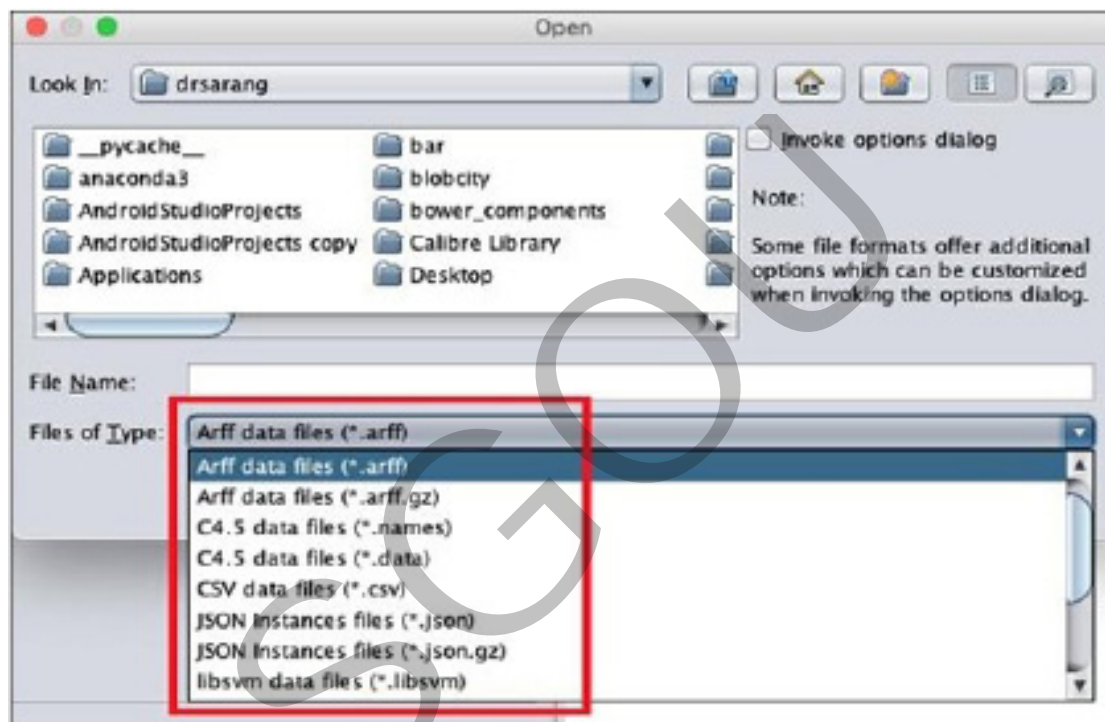 Open
Look In: drsarang
__pycache__ bar
anaconda3 blobcity
AndroidStudioProjects bower_components
AndroidStudioProjects copy Calibre Library
Applications Desktop
Invoke options dialog
Note:
Some file formats offer additional
options which can be customized
when invoking the options dialog.
File Name:
Files of Type: Arff data files (*.arff)
Arff data files (*.arff)
Arff data files (*.arff.gz)
C4.5 data files (*.names)
C4.5 data files (*.data)
CSV data files (*.csv)
JSON Instances files (*.json)
JSON Instances files (*.json.gz)
libsvm data files (*.libsvm)
SGOU